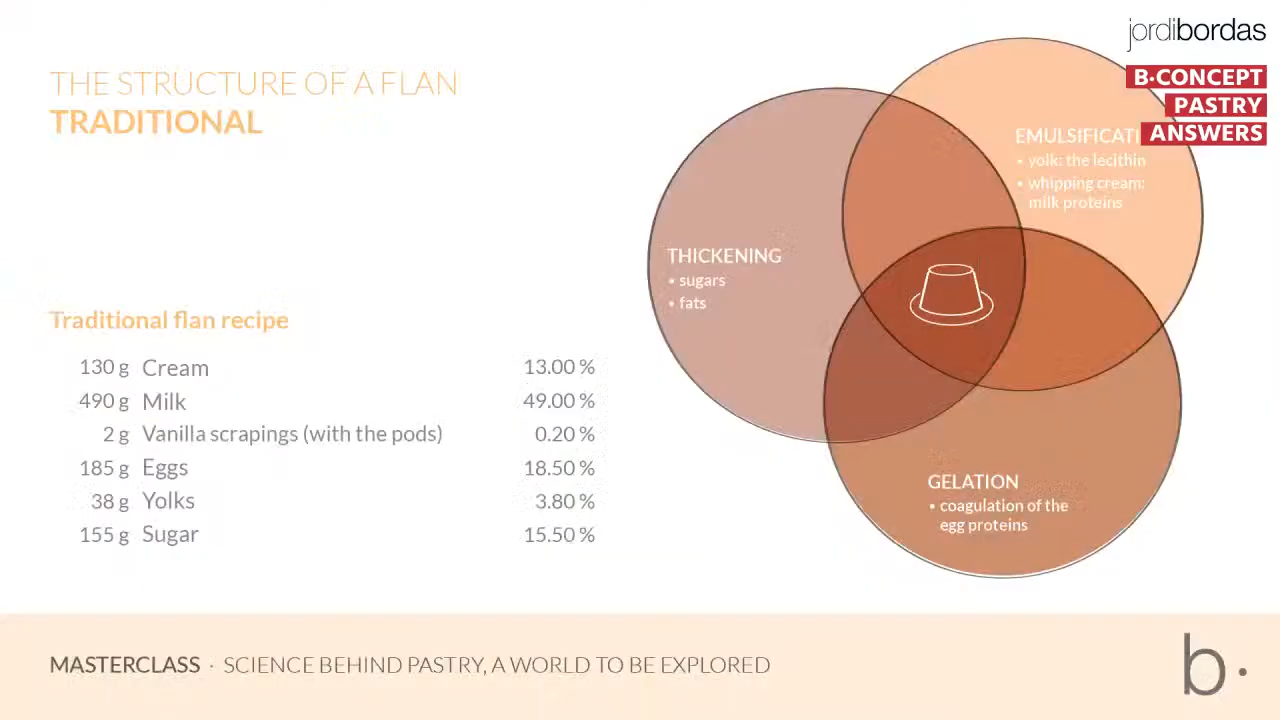 jordibordas
B·CONCEPT
PASTRY
ANSWERS
THE STRUCTURE OF A FLAN
TRADITIONAL
EMULSIFICATI
• yolk: the lecithin
• whipping cream:
milk proteins
THICKENING
• sugars
• fats
GELATION
• coagulation of the
egg proteins
Traditional flan recipe
130 g Cream 13.00 %
490 g Milk 49.00 %
2 g Vanilla scrapings (with the pods) 0.20 %
185 g Eggs 18.50 %
38 g Yolks 3.80 %
155 g Sugar 15.50 %
MASTERCLASS · SCIENCE BEHIND PASTRY, A WORLD TO BE EXPLORED
b·